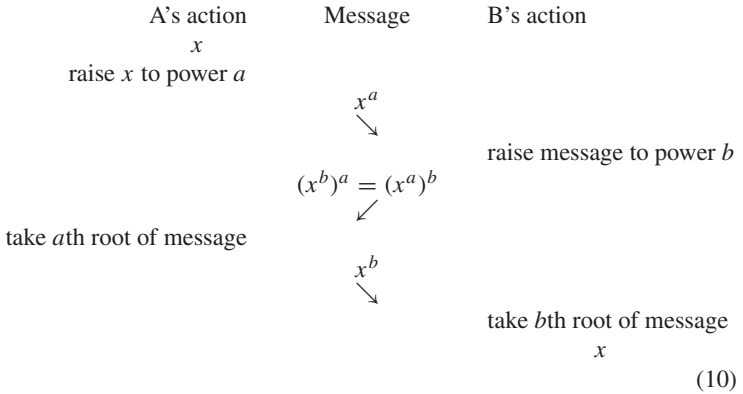 A's action Message B's action
x
raise x to power a
x^a
↘
raise message to power b
(x^b)^a = (x^a)^b
↙
take ath root of message
x^b
↘
take bth root of message
x
(10)